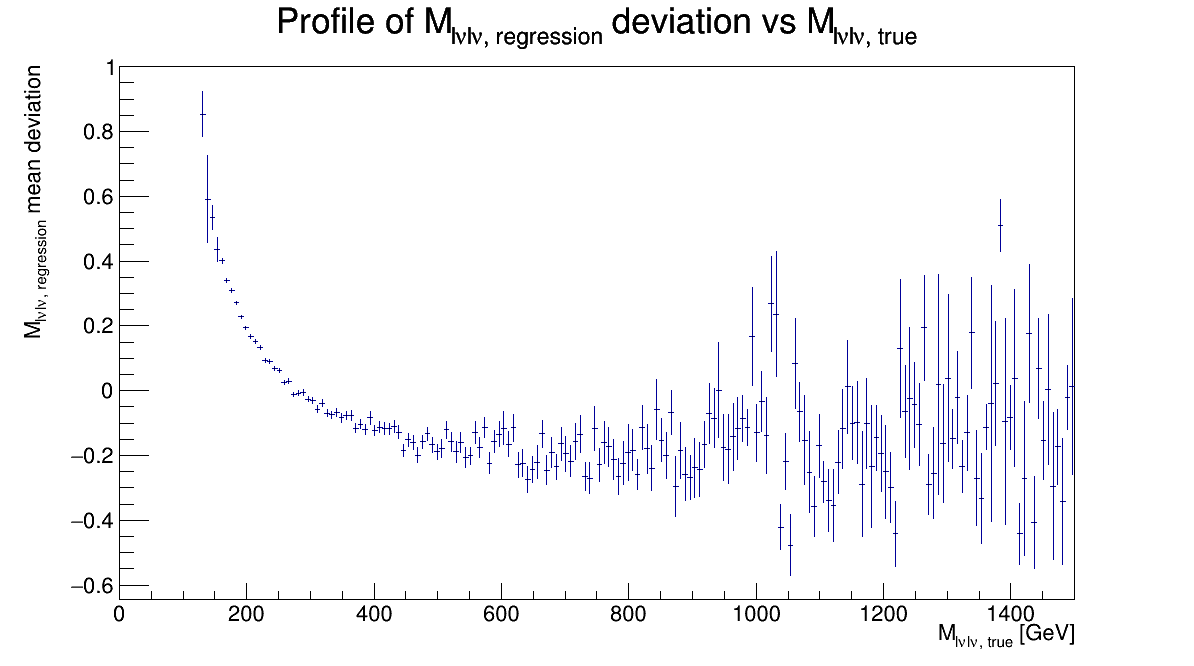 Profile of M_lνlν, regression deviation vs M_lνlν, true
M_lνlν, regression mean deviation
1
0.8
0.6
0.4
0.2
0
−0.2
−0.4
−0.6
0 200 400 600 800 1000 1200 1400
M_lνlν, true [GeV]